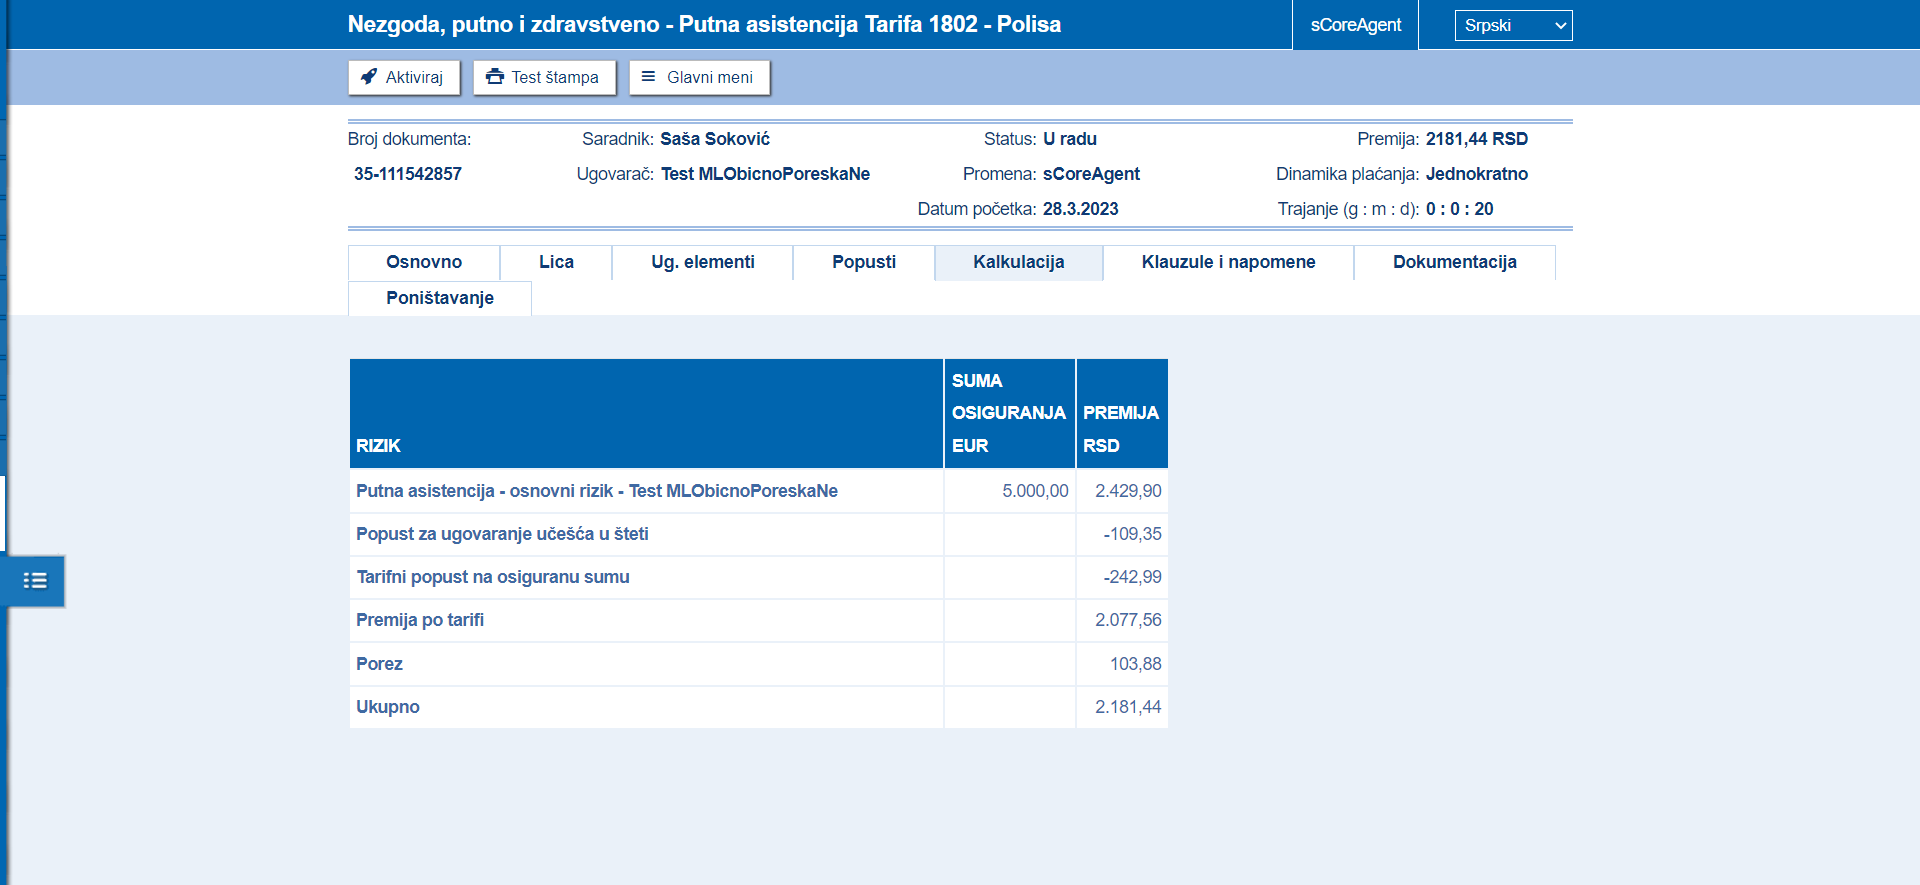 Nezgoda, putno i zdravstveno - Putna asistencija Tarifa 1802 - Polisa
sCoreAgent
Srpski
Aktiviraj
Test štampa
Glavni meni
Broj dokumenta:
Saradnik: Saša Soković
Status: U radu
Premija: 2181,44 RSD
35-111542857
Ugovarač: Test MLObicnoPoreskaNe
Promena: sCoreAgent
Dinamika plaćanja: Jednokratno
Datum početka: 28.3.2023
Trajanje (g : m : d): 0 : 0 : 20
Osnovno
Lica
Ug. elementi
Popusti
Kalkulacija
Klauzule i napomene
Dokumentacija
Poništavanje
RIZIK
SUMA
OSIGURANJA
EUR
PREMIJA
RSD
Putna asistencija - osnovni rizik - Test MLObicnoPoreskaNe 5.000,00 2.429,90
Popust za ugovaranje učešća u šteti -109,35
Tarifni popust na osiguranu sumu -242,99
Premija po tarifi 2.077,56
Porez 103,88
Ukupno 2.181,44